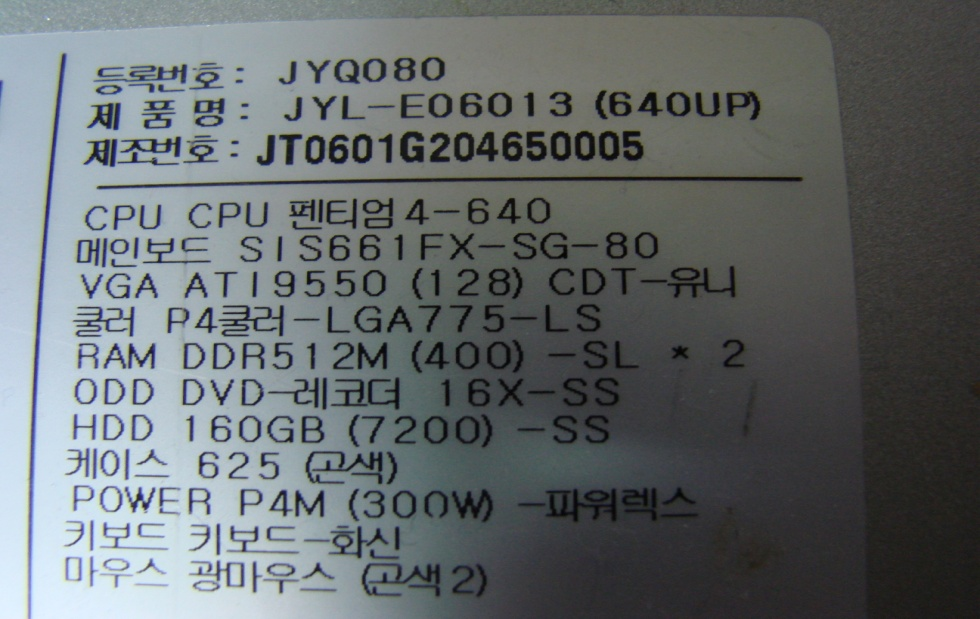 등록번호: JYQ080
제 품 명: JYL-E06013 (640UP)
제조번호: JT0601G204650005
CPU CPU 펜티엄4-640
메인보드 SIS661FX-SG-80
VGA ATI9550 (128) CDT-유니
쿨러 P4쿨러-LGA775-LS
RAM DDR512M (400) -SL * 2
ODD DVD-레코더 16X-SS
HDD 160GB (7200) -SS
케이스 625 (곤색)
POWER P4M (300W) -파워렉스
키보드 키보드-화신
마우스 광마우스 (곤색2)